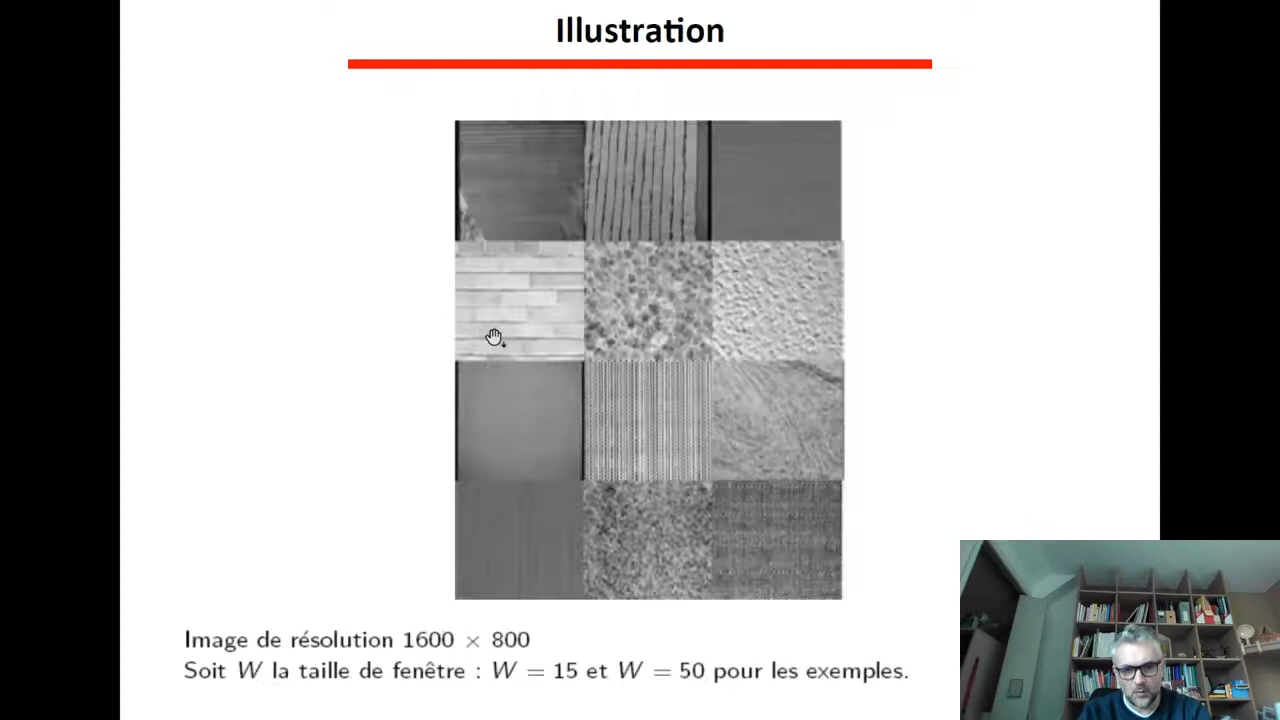 Illustration
Image de résolution 1600 × 800
Soit W la taille de fenêtre : W = 15 et W = 50 pour les exemples.